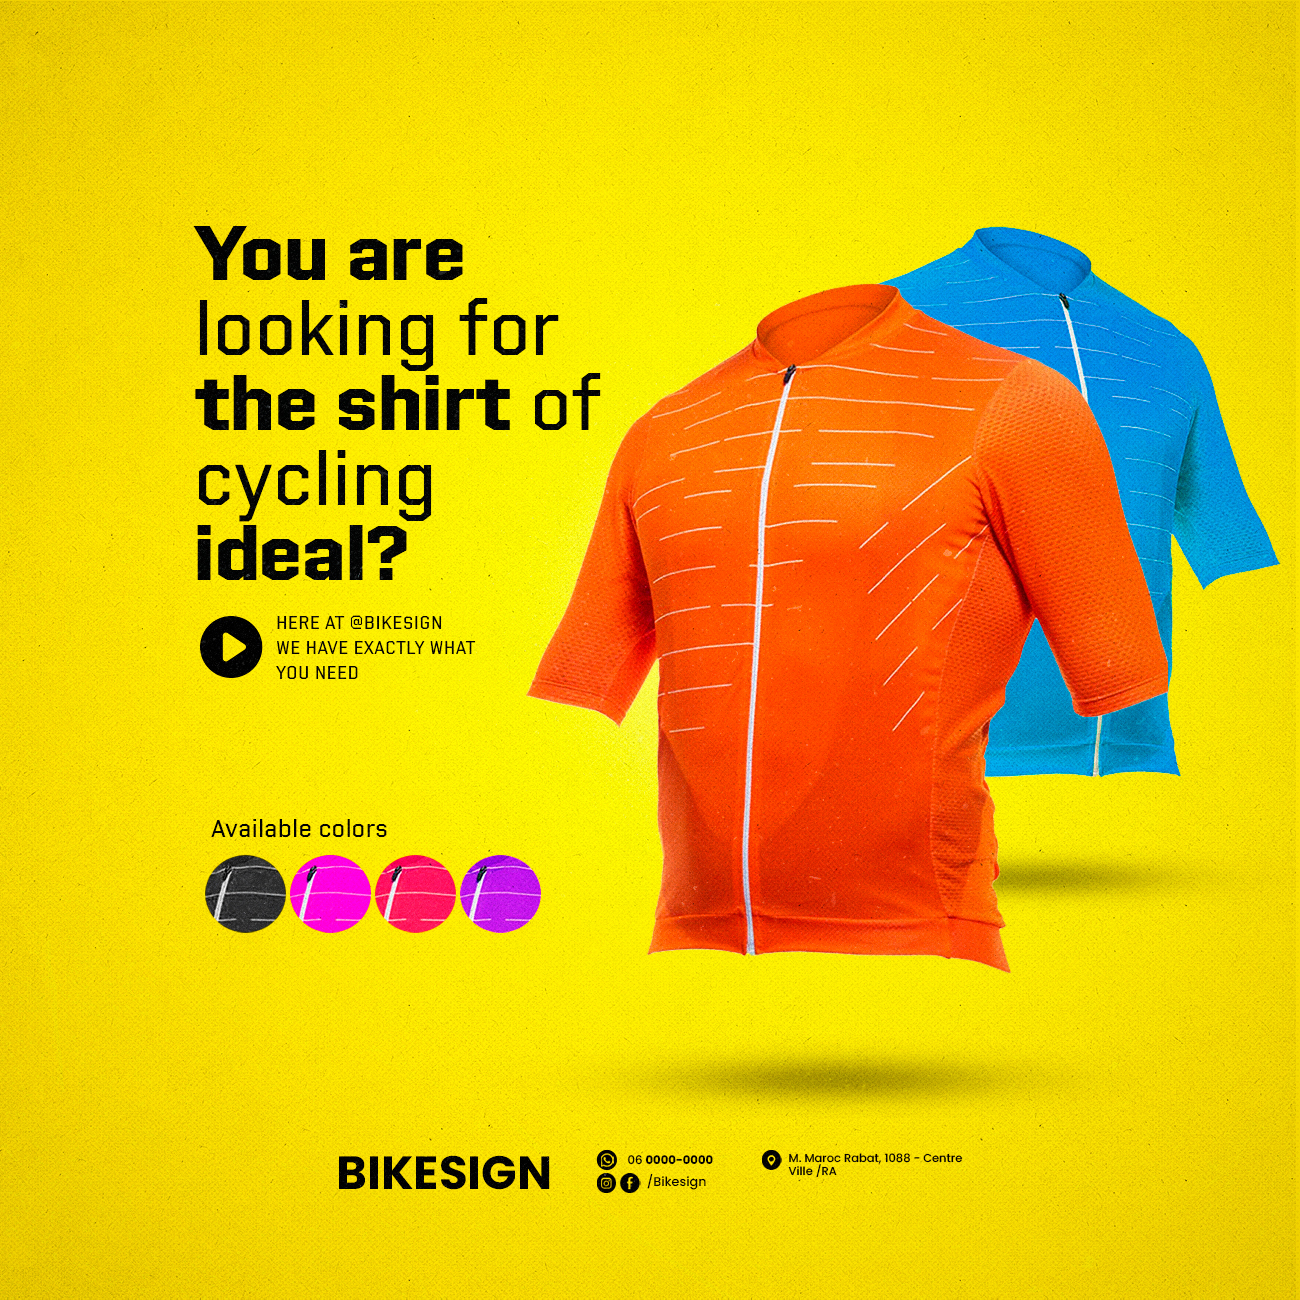 You are
looking for
the shirt of
cycling
ideal?
HERE AT @BIKESIGN
WE HAVE EXACTLY WHAT
YOU NEED
Available colors
BIKESIGN
06 0000-0000
/Bikesign
M. Maroc Rabat, 1088 - Centre
Ville /RA